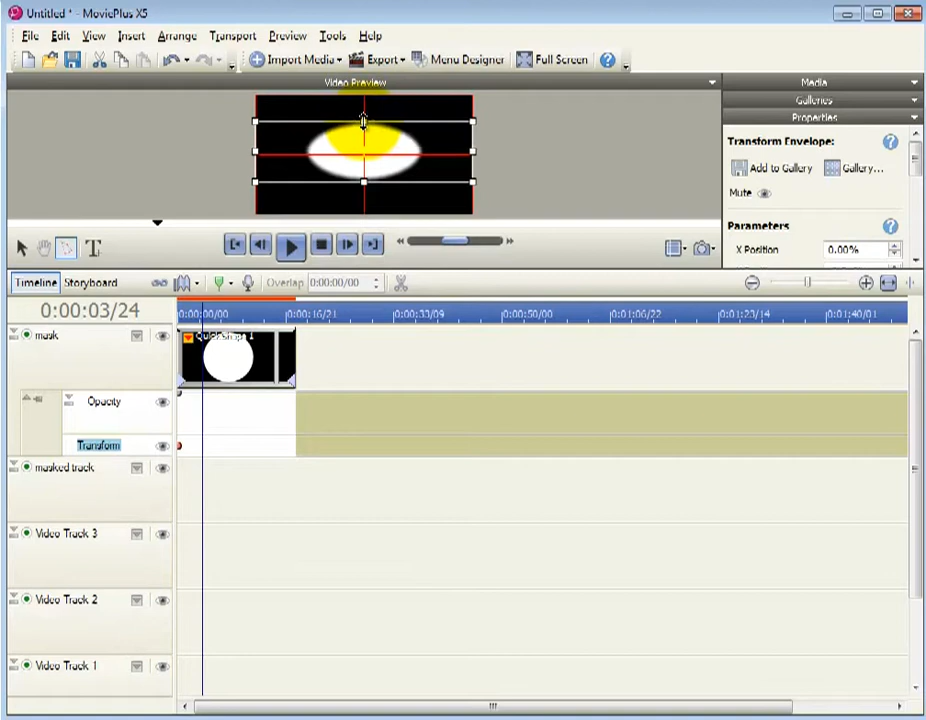 Untitled * - MoviePlus X5
File Edit View Insert Arrange Transport Preview Tools Help
Import Media Export Menu Designer Full Screen
Video Preview
Media
Galleries
Properties
Transform Envelope:
Add to Gallery Gallery...
Mute
Parameters
X Position 0.00%
Timeline Storyboard Overlap 0:00:00/00
0:00:03/24
0:00:00/00 0:00:16/21 0:00:33/09 0:00:50/00 0:01:06/22 0:01:23/14 0:01:40/01
mask
QuickShape 1
Opacity
Transform
masked track
Video Track 3
Video Track 2
Video Track 1